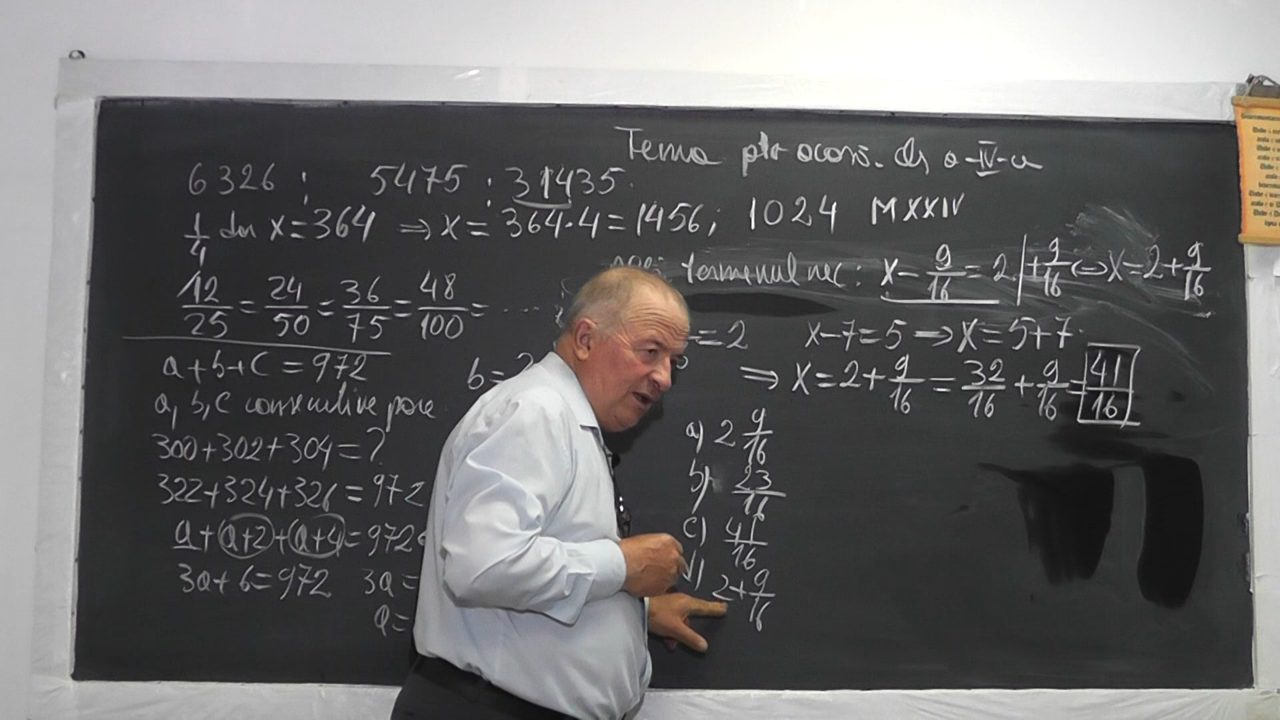 Tema ptr acasă. cls a-IV-a
6326 ; 5475 : 31435.
1/4 din x=364 ⇒ x=364·4=1456; 1024 MXXIV
termenul nec: x-9/16=2 |+9/16 ⇔ x=2+9/16
12/25=24/50=36/75=48/100=....
=2 x-7=5 ⇒ x=5+7.
a+b+c=972
b=
⇒ x=2+9/16=32/16+9/16=41/16
a,b,c consecutive pare
a) 2 9/16
300+302+304=?
b) 23/16
322+324+326=972
c) 41/16
a+(a+2)+(a+4)=972
d) 2+9/16
3a+6=972 3a=
a=